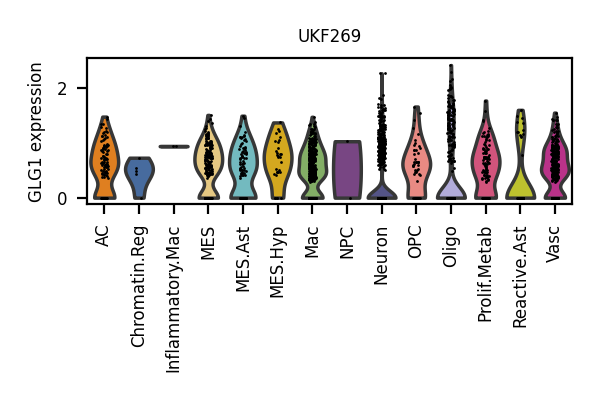 UKF269
GLG1 expression
2
0
AC
Chromatin.Reg
Inflammatory.Mac
MES
MES.Ast
MES.Hyp
Mac
NPC
Neuron
OPC
Oligo
Prolif.Metab
Reactive.Ast
Vasc